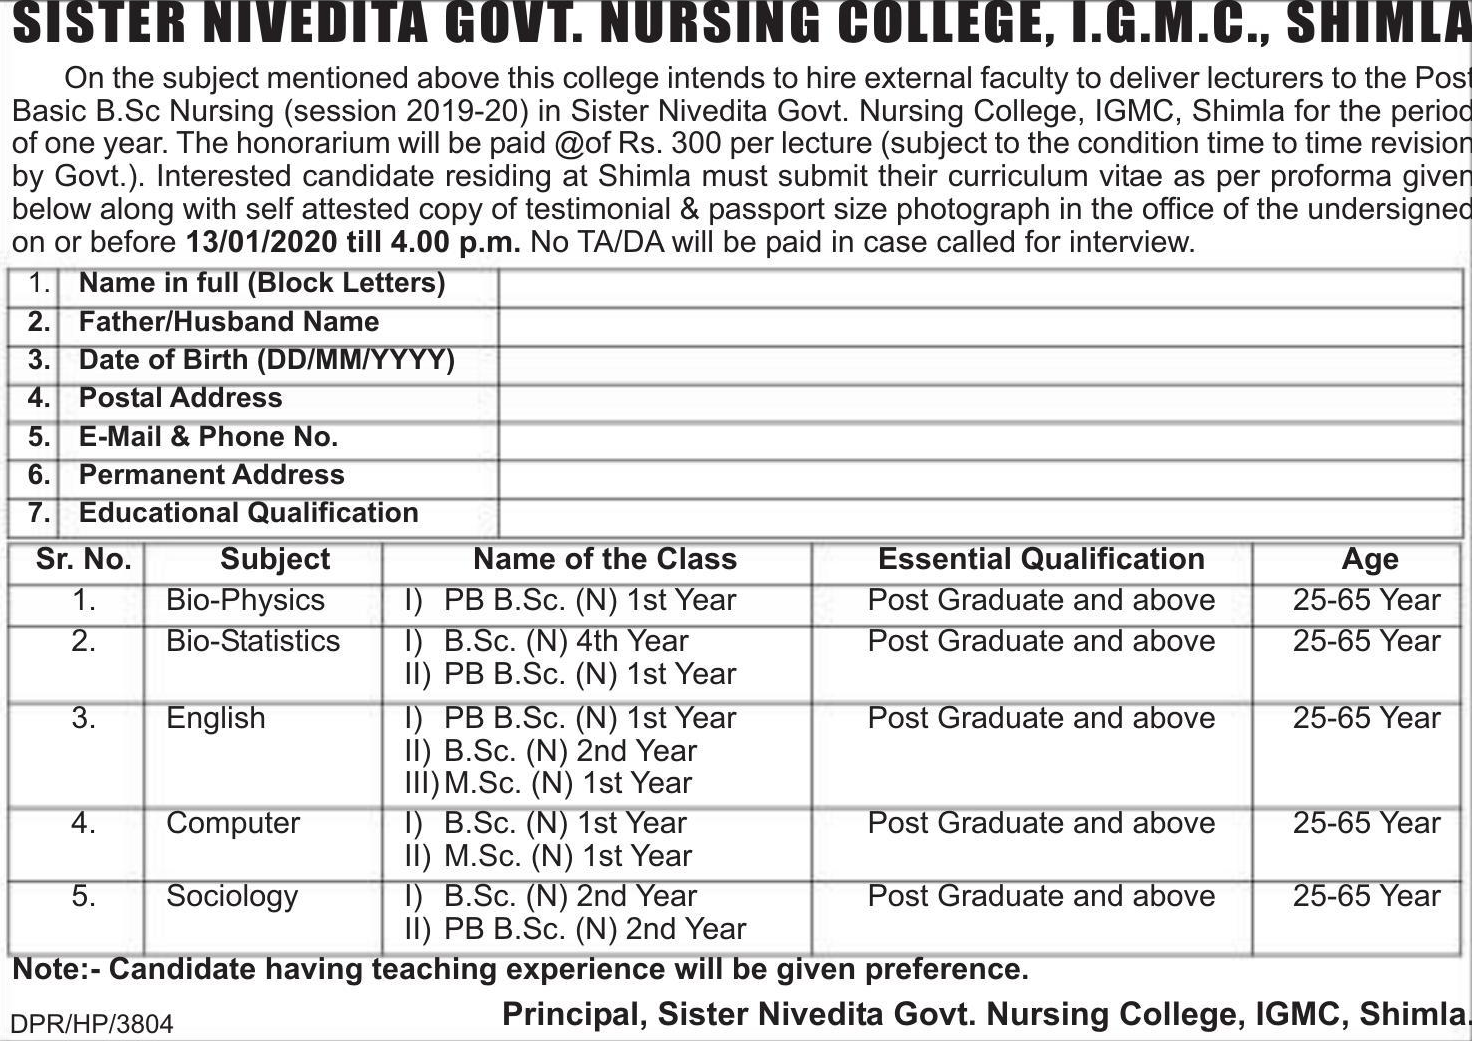 SISTER NIVEDITA GOVT. NURSING COLLEGE, I.G.M.C., SHIMLA
On the subject mentioned above this college intends to hire external faculty to deliver lecturers to the Post
Basic B.Sc Nursing (session 2019-20) in Sister Nivedita Govt. Nursing College, IGMC, Shimla for the period
of one year. The honorarium will be paid @of Rs. 300 per lecture (subject to the condition time to time revision
by Govt.). Interested candidate residing at Shimla must submit their curriculum vitae as per proforma given
below along with self attested copy of testimonial & passport size photograph in the office of the undersigned
on or before 13/01/2020 till 4.00 p.m. No TA/DA will be paid in case called for interview.
1. Name in full (Block Letters)
2. Father/Husband Name
3. Date of Birth (DD/MM/YYYY)
4. Postal Address
5. E-Mail & Phone No.
6. Permanent Address
7. Educational Qualification
Sr. No. Subject Name of the Class Essential Qualification Age
1. Bio-Physics I) PB B.Sc. (N) 1st Year Post Graduate and above 25-65 Year
2. Bio-Statistics I) B.Sc. (N) 4th Year Post Graduate and above 25-65 Year
II) PB B.Sc. (N) 1st Year
3. English I) PB B.Sc. (N) 1st Year Post Graduate and above 25-65 Year
II) B.Sc. (N) 2nd Year
III) M.Sc. (N) 1st Year
4. Computer I) B.Sc. (N) 1st Year Post Graduate and above 25-65 Year
II) M.Sc. (N) 1st Year
5. Sociology I) B.Sc. (N) 2nd Year Post Graduate and above 25-65 Year
II) PB B.Sc. (N) 2nd Year
Note:- Candidate having teaching experience will be given preference.
Principal, Sister Nivedita Govt. Nursing College, IGMC, Shimla.
DPR/HP/3804